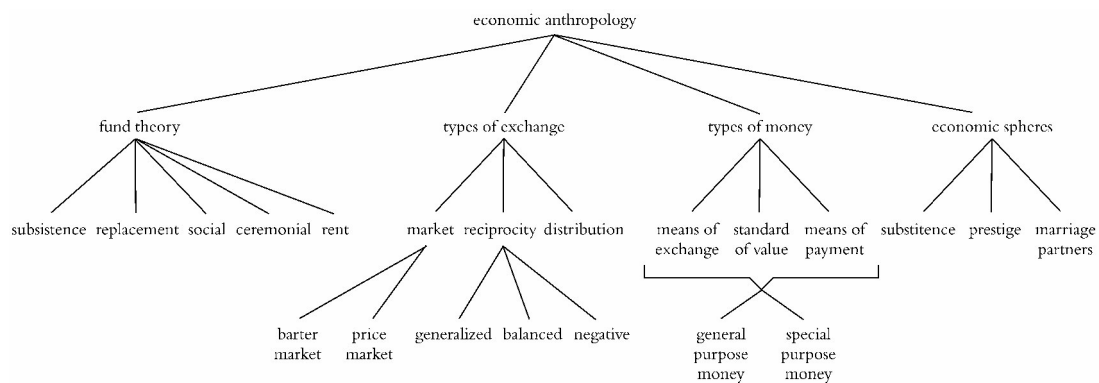 economic anthropology
fund theory
types of exchange
types of money
economic spheres
subsistence replacement social ceremonial rent
market reciprocity distribution
means of exchange
standard of value
means of payment
substitence prestige
marriage partners
barter market
price market
generalized balanced negative
general purpose money
special purpose money